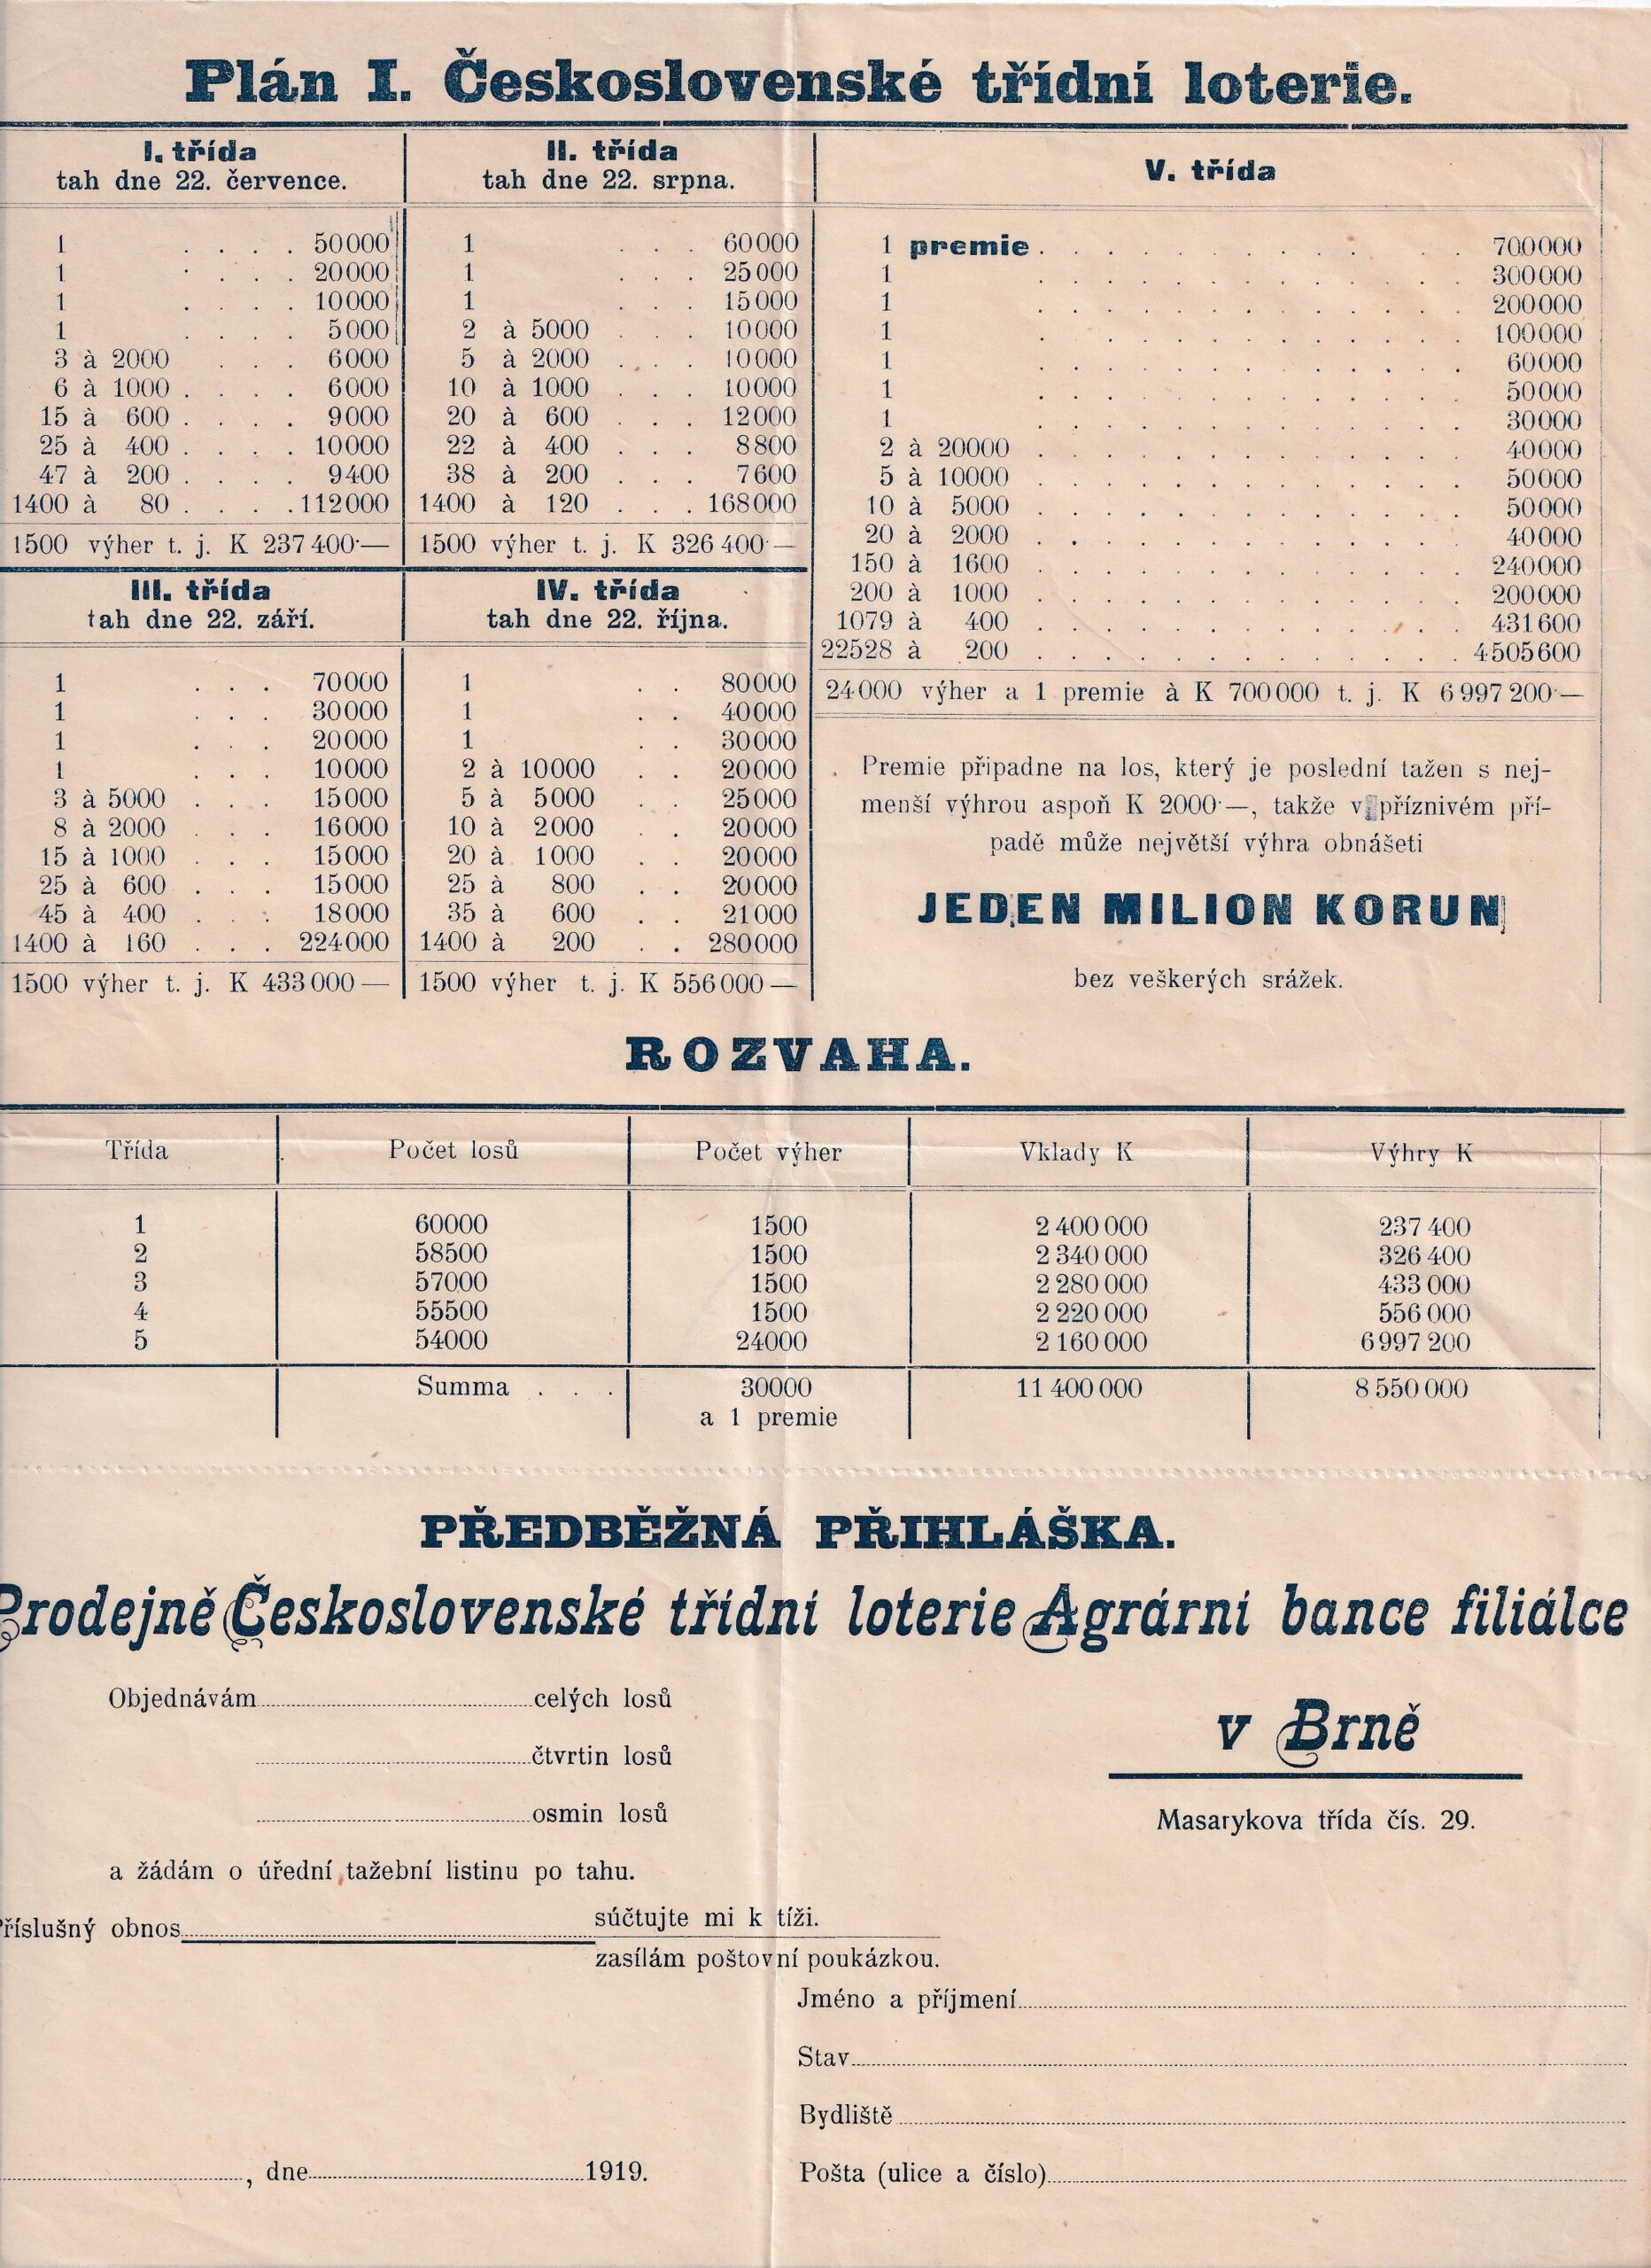 Plán I. Československé třídní loterie.
I. třída
tah dne 22. července.
1 . . . . 50000
1 . . . . 20000
1 . . . . 10000
1 . . . . 5000
3 à 2000 . . . 6000
6 à 1000 . . . . 6000
15 à 600 . . . . 9000
25 à 400 . . . . 10000
47 à 200 . . . . 9400
1400 à 80 . . . . 112000
1500 výher t. j. K 237 400·—
II. třída
tah dne 22. srpna.
1 . . . 60000
1 . . . 25000
1 . . . 15000
2 à 5000 . . . 10000
5 à 2000 . . . 10000
10 à 1000 . . . 10000
20 à 600 . . . 12000
22 à 400 . . . 8800
38 à 200 . . . 7600
1400 à 120 . . . 168000
1500 výher t. j. K 326 400·—
III. třída
tah dne 22. září.
1 . . . 70000
1 . . . 30000
1 . . . 20000
1 . . . 10000
3 à 5000 . . . 15000
8 à 2000 . . . 16000
15 à 1000 . . . 15000
25 à 600 . . . 15000
45 à 400 . . . 18000
1400 à 160 . . . 224000
1500 výher t. j. K 433 000—
IV. třída
tah dne 22. října.
1 . . 80000
1 . . 40000
1 . . 30000
2 à 10000 . . 20000
5 à 5000 . . 25000
10 à 2000 . . 20000
20 à 1000 . . 20000
25 à 800 . . 20000
35 à 600 . . 21000
1400 à 200 . . 280000
1500 výher t. j. K 556 000—
V. třída
1 premie . . . . . . . . . . . . . 700000
1 . . . . . . . . . . . . . 300000
1 . . . . . . . . . . . . . 200000
1 . . . . . . . . . . . . . 100000
1 . . . . . . . . . . . . . 60000
1 . . . . . . . . . . . . . 50000
1 . . . . . . . . . . . . . 30000
2 à 20000 . . . . . . . . . . . . . 40000
5 à 10000 . . . . . . . . . . . . . 50000
10 à 5000 . . . . . . . . . . . . . 50000
20 à 2000 . . . . . . . . . . . . . 40000
150 à 1600 . . . . . . . . . . . . . 240000
200 à 1000 . . . . . . . . . . . . . 200000
1079 à 400 . . . . . . . . . . . . . 431600
22528 à 200 . . . . . . . . . . . . . 4505600
24000 výher a 1 premie à K 700 000 t. j. K 6 997 200·—
Premie připadne na los, který je poslední tažen s nej-
menší výhrou aspoň K 2000·—, takže v příznivém pří-
padě může největší výhra obnášeti
JEDEN MILION KORUN
bez veškerých srážek.
ROZVAHA.
Třída Počet losů Počet výher Vklady K Výhry K
1 60000 1500 2 400 000 237 400
2 58500 1500 2 340 000 326 400
3 57000 1500 2 280 000 433 000
4 55500 1500 2 220 000 556 000
5 54000 24000 2 160 000 6 997 200
Summa . . . 30000 11 400 000 8 550 000
a 1 premie
PŘEDBĚŽNÁ PŘIHLÁŠKA.
Prodejně Československé třídní loterie Agrární bance filiálce
v Brně
Masarykova třída čís. 29.
Objednávám celých losů
čtvrtin losů
osmin losů
a žádám o úřední tažební listinu po tahu.
Příslušný obnos súčtujte mi k tíži.
zasílám poštovní poukázkou.
Jméno a příjmení
Stav
Bydliště
Pošta (ulice a číslo)
, dne 1919.